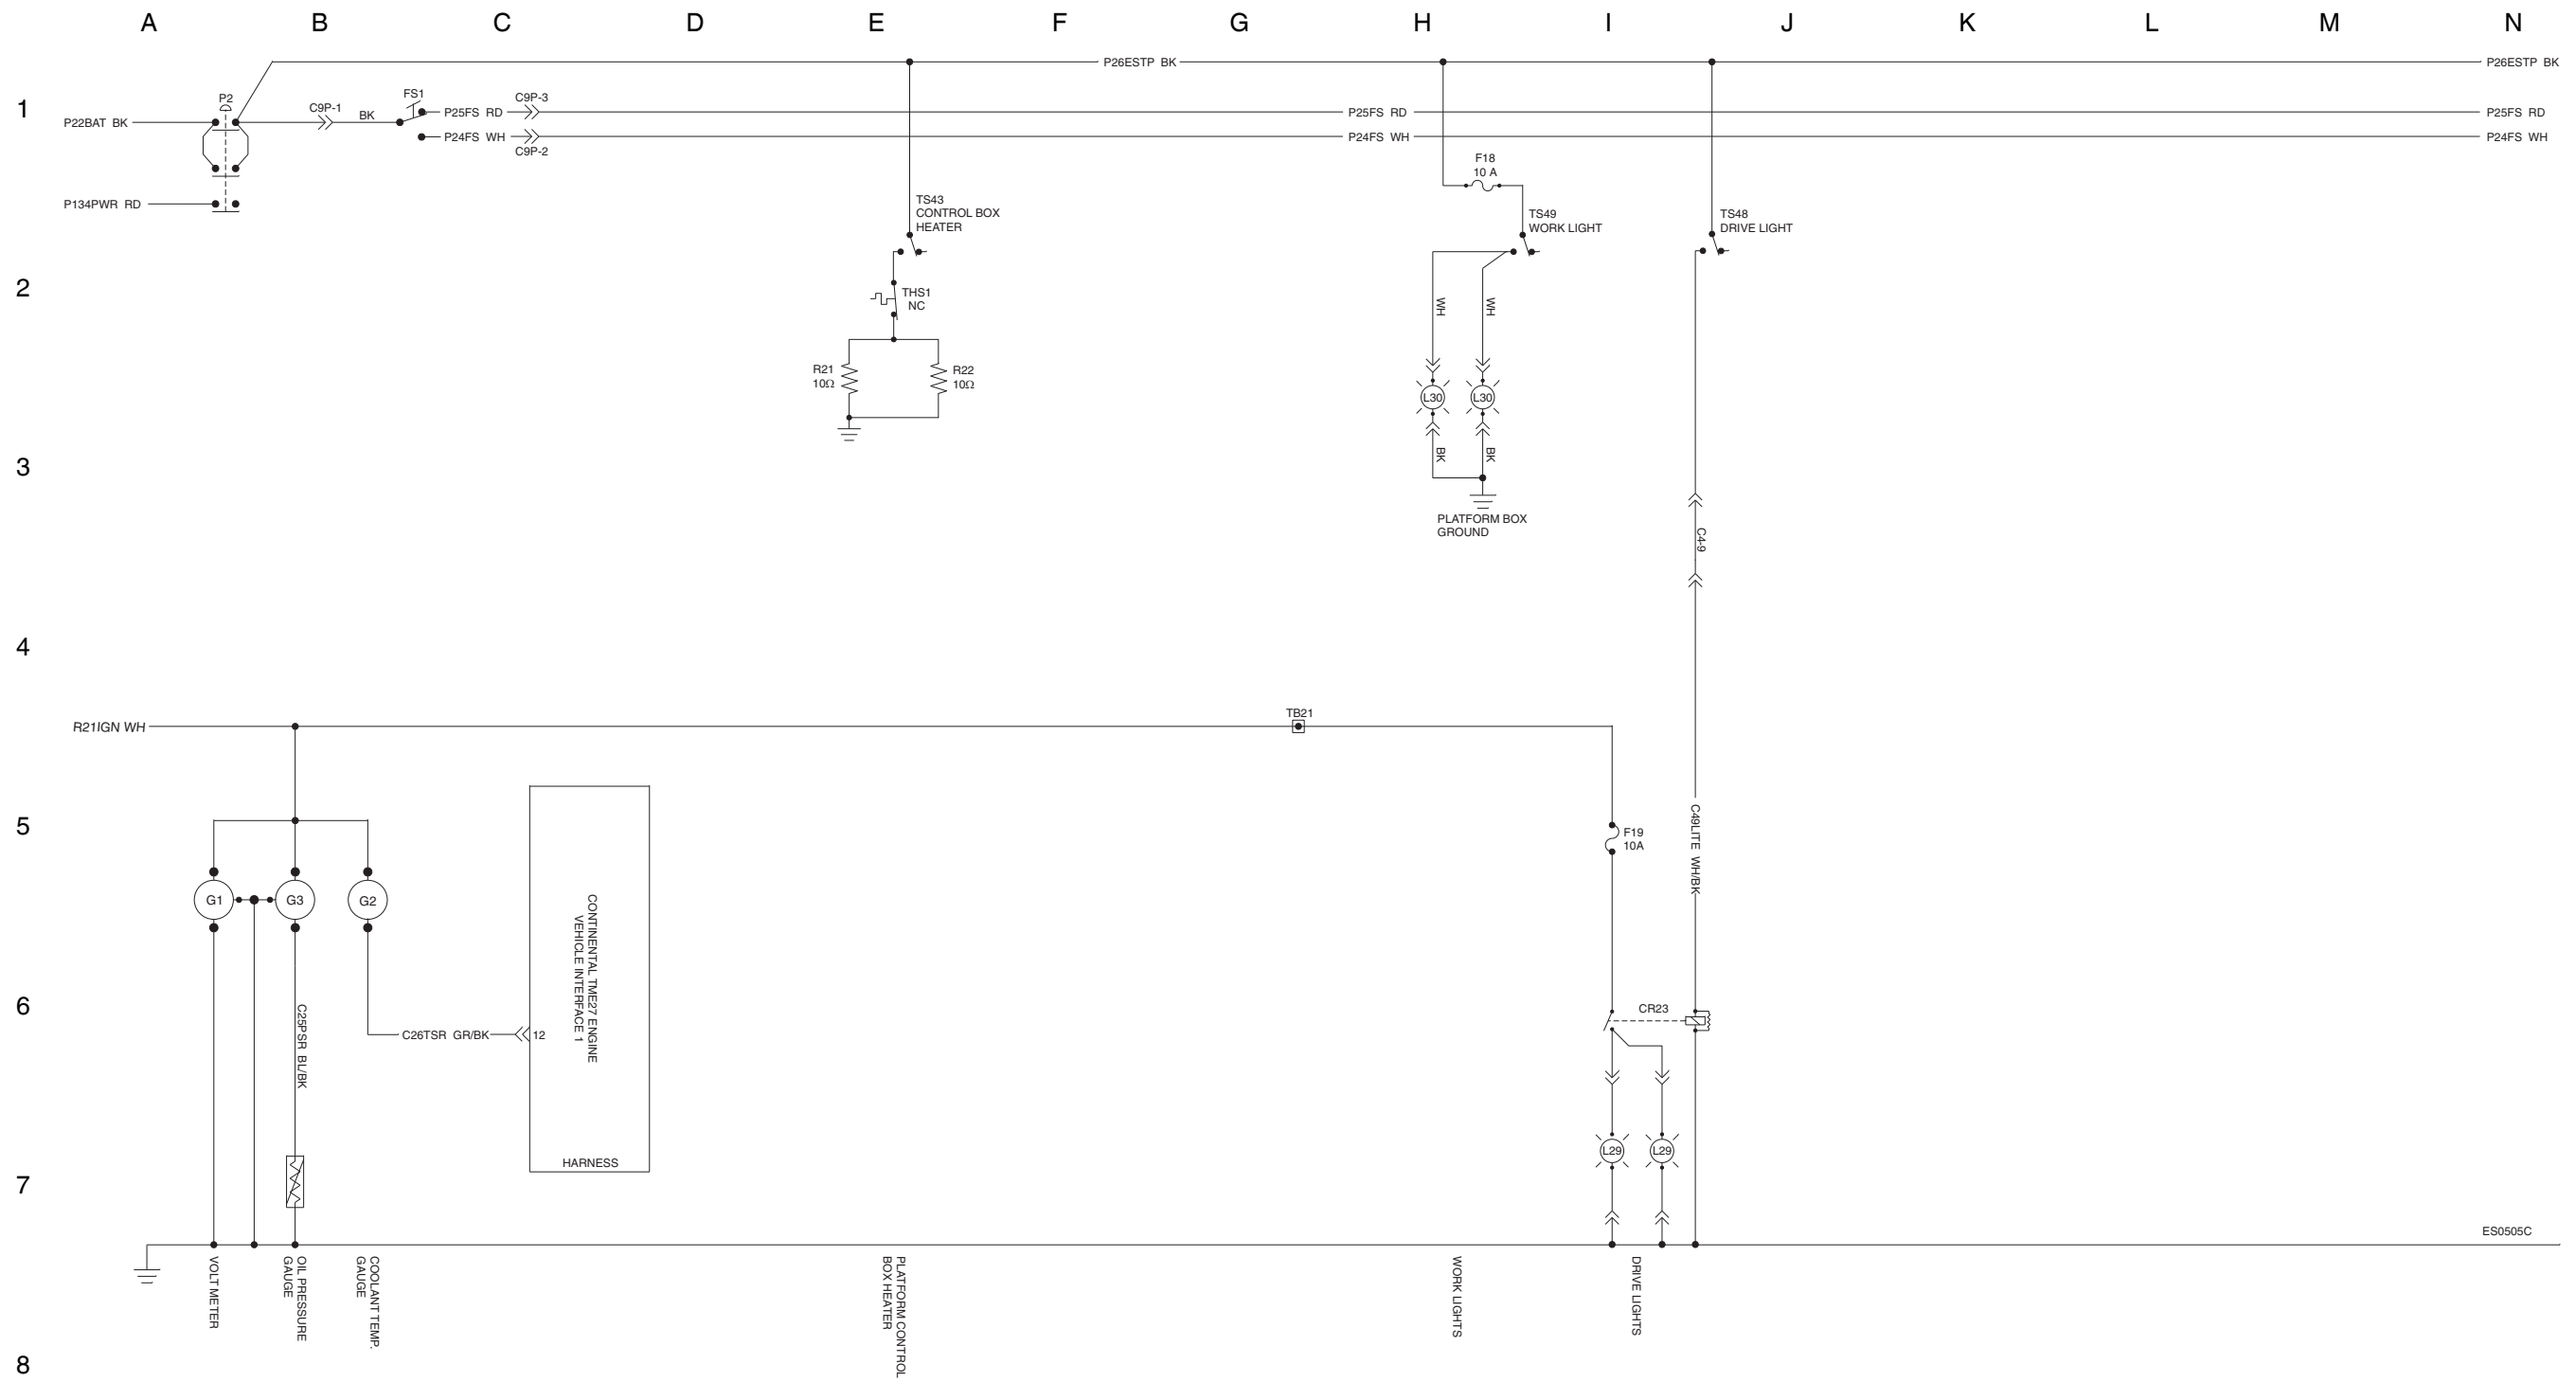 A B C D E F G H I J K L M N
P26ESTP BK
P26ESTP BK
1
P2
C9P-1
BK
FS1
P25FS RD
C9P-3
P25FS RD
P25FS RD
P22BAT BK
P24FS WH
C9P-2
P24FS WH
P24FS WH
F18
10 A
P134PWR RD
TS43
CONTROL BOX
HEATER
TS49
WORK LIGHT
TS48
DRIVE LIGHT
2
THS1
NC
WH
WH
R21
10Ω
R22
10Ω
L30
L30
3
BK
BK
PLATFORM BOX
GROUND
C4-9
4
R21IGN WH
TB21
5
F19
10A
C49LITE WH/BK
G1
G3
G2
CONTINENTAL TME27 ENGINE
VEHICLE INTERFACE 1
6
C25PSR BL/BK
C26TSR GR/BK
12
CR23
HARNESS
L29
L29
7
ES0505C
VOLT METER
OIL PRESSURE
GAUGE
COOLANT TEMP.
GAUGE
PLATFORM CONTROL
BOX HEATER
WORK LIGHTS
DRIVE LIGHTS
8